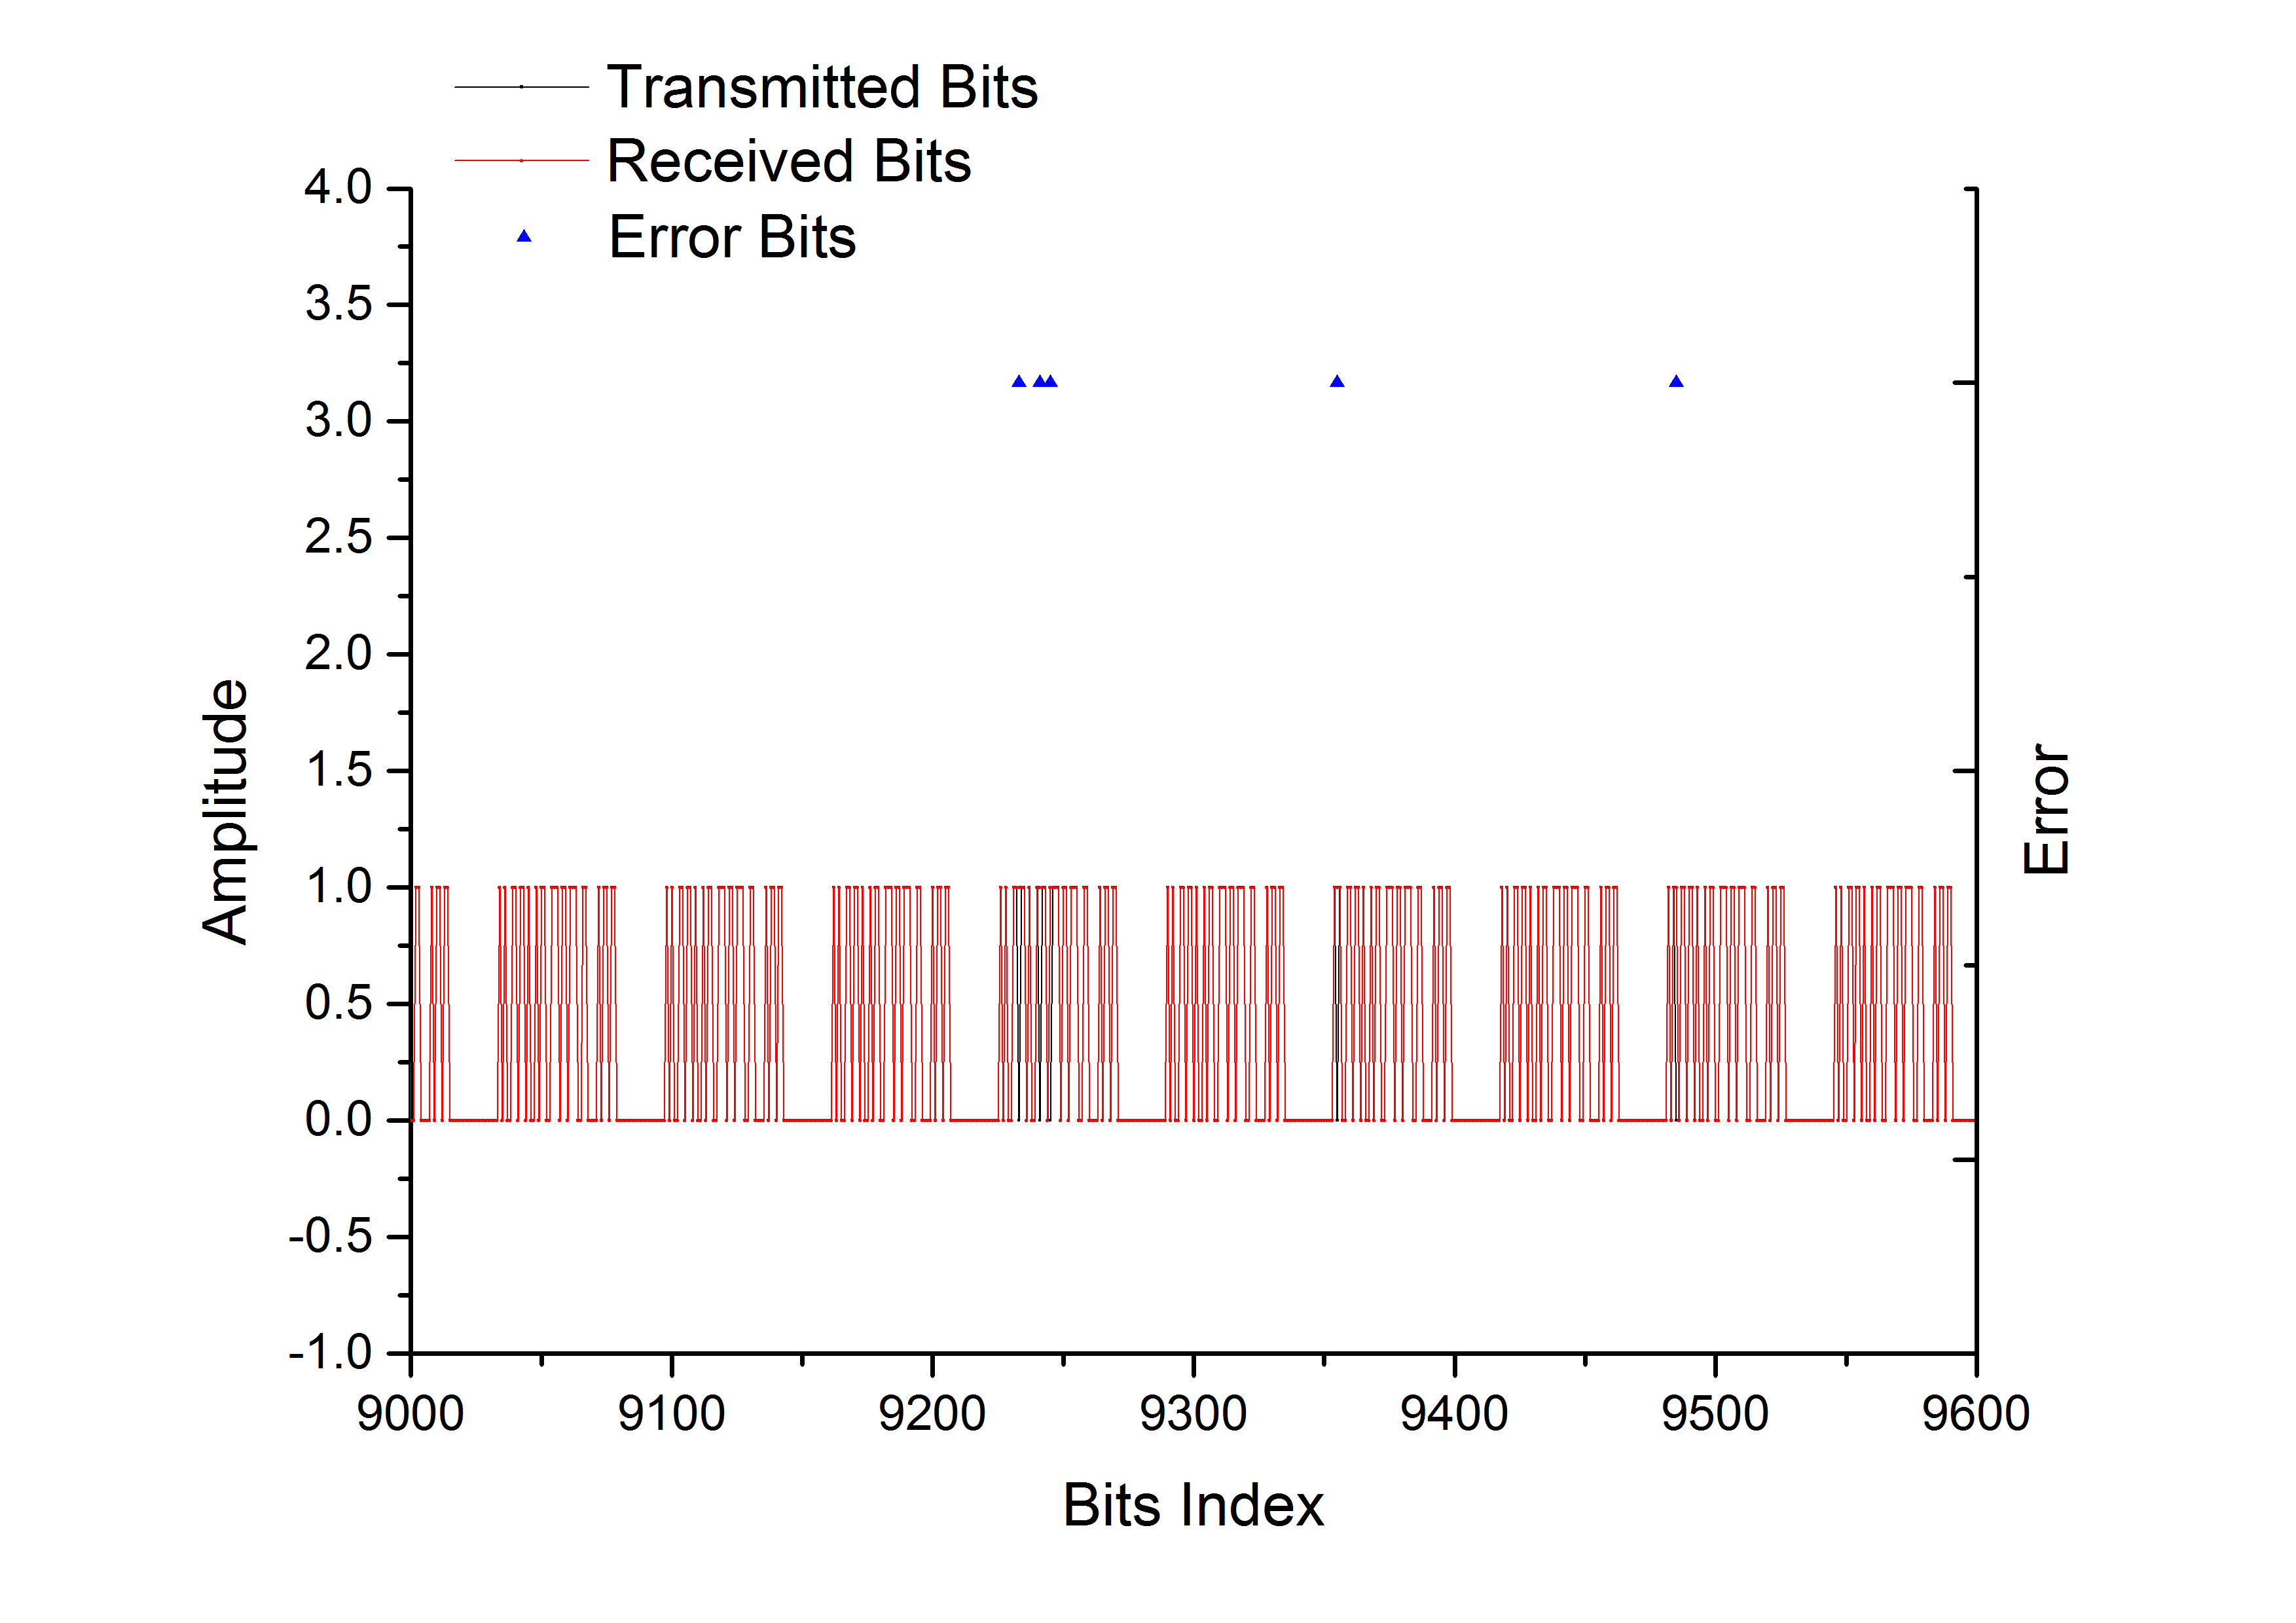 Transmitted Bits
Received Bits
Error Bits
4.0
3.5
3.0
2.5
2.0
1.5
1.0
0.5
0.0
-0.5
-1.0
Amplitude
Error
9000 9100 9200 9300 9400 9500 9600
Bits Index